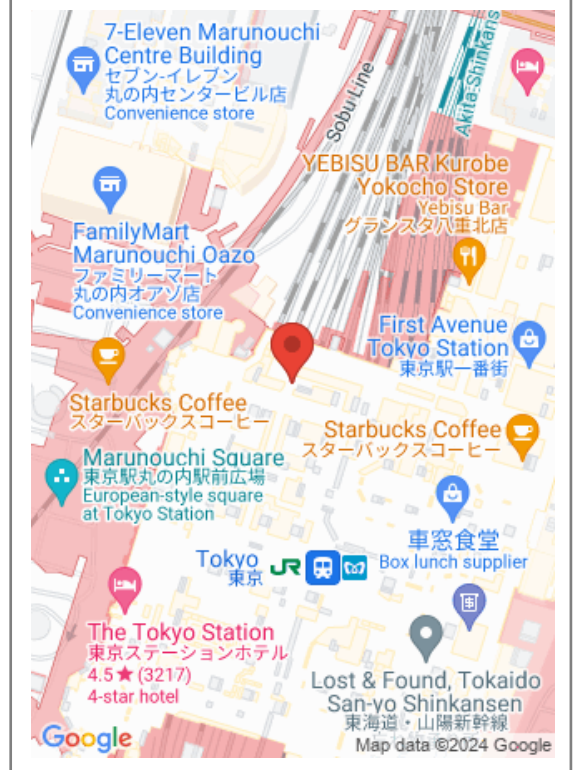 7-Eleven Marunouchi
Centre Building
セブン-イレブン
丸の内センタービル店
Convenience store
Sobu Line
Akita Shinkans
YEBISU BAR Kurobe
Yokocho Store
Yebisu Bar
グランスタ八重北店
FamilyMart
Marunouchi Oazo
ファミリーマート
丸の内オアゾ店
Convenience store
First Avenue
Tokyo Station
東京駅一番街
Starbucks Coffee
スターバックスコーヒー
Starbucks Coffee
スターバックスコーヒー
Marunouchi Square
東京駅丸の内駅前広場
European-style square
at Tokyo Station
車窓食堂
Box lunch supplier
Tokyo
東京
JR
The Tokyo Station
東京ステーションホテル
4.5★ (3217)
4-star hotel
Lost & Found, Tokaido
San-yo Shinkansen
東海道・山陽新幹線
Google
Map data ©2024 Google